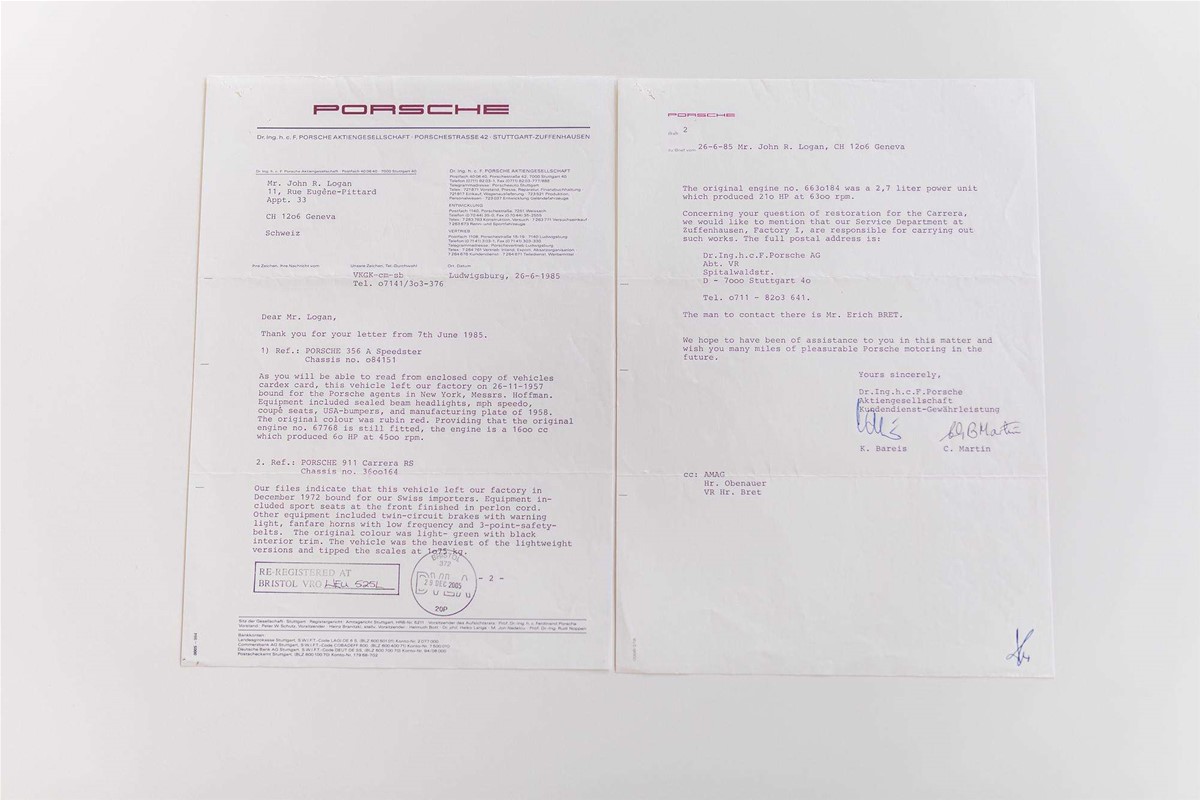 PORSCHE
Dr. Ing. h. c. F. PORSCHE AKTIENGESELLSCHAFT · PORSCHESTRASSE 42 · STUTTGART-ZUFFENHAUSEN
Mr. John R. Logan
11, Rue Eugène-Pittard
Appt. 33
CH 12o6 Geneva
Schweiz
Dr. Ing. h. c. F. PORSCHE AKTIENGESELLSCHAFT
ENTWICKLUNG
VERTRIEB
VKGK-cm-sb
Tel. o7141/3o3-376
Ludwigsburg, 26-6-1985
Dear Mr. Logan,
Thank you for your letter from 7th June 1985.
1) Ref.: PORSCHE 356 A Speedster
Chassis no. o84151
As you will be able to read from enclosed copy of vehicles
cardex card, this vehicle left our factory on 26-11-1957
bound for the Porsche agents in New York, Messrs. Hoffman.
Equipment included sealed beam headlights, mph speedo,
coupé seats, USA-bumpers, and manufacturing plate of 1958.
The original colour was rubin red. Providing that the original
engine no. 67768 is still fitted, the engine is a 16oo cc
which produced 6o HP at 45oo rpm.
2. Ref.: PORSCHE 911 Carrera RS
Chassis no. 36oo164
Our files indicate that this vehicle left our factory in
December 1972 bound for our Swiss importers. Equipment in-
cluded sport seats at the front finished in perlon cord.
Other equipment included twin-circuit brakes with warning
light, fanfare horns with low frequency and 3-point-safety-
belts. The original colour was light- green with black
interior trim. The vehicle was the heaviest of the lightweight
versions and tipped the scales at 1o75 kg.
RE-REGISTERED AT
BRISTOL VRO LEU 525L
BRISTOL
372
20 DEC 2005
20P
- 2 -
PORSCHE
2
26-6-85 Mr. John R. Logan, CH 12o6 Geneva
The original engine no. 663o184 was a 2,7 liter power unit
which produced 21o HP at 63oo rpm.
Concerning your question of restoration for the Carrera,
we would like to mention that our Service Department at
Zuffenhausen, Factory I, are responsible for carrying out
such works. The full postal address is:
Dr.Ing.h.c.F.Porsche AG
Abt. VR
Spitalwaldstr.
D - 7ooo Stuttgart 4o
Tel. o711 - 82o3 641.
The man to contact there is Mr. Erich BRET.
We hope to have been of assistance to you in this matter and
wish you many miles of pleasurable Porsche motoring in the
future.
Yours sincerely,
Dr.Ing.h.c.F.Porsche
Aktiengesellschaft
Kundendienst-Gewährleistung
K. Bareis C. Martin
cc: AMAG
Hr. Obenauer
VR Hr. Bret